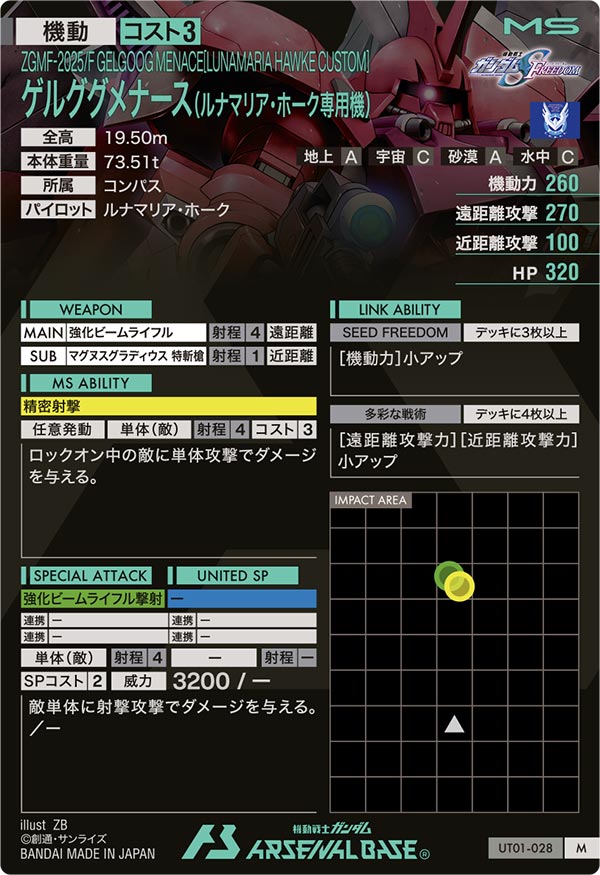 機動 コスト3 MS
ZGMF-2025/F GELGOOG MENACE[LUNAMARIA HAWKE CUSTOM]
機動戦士ガンダム SEED FREEDOM
ゲルググメナース(ルナマリア・ホーク専用機)
全高 19.50m
本体重量 73.51t
所属 コンパス
パイロット ルナマリア・ホーク
地上 A 宇宙 C 砂漠 A 水中 C
機動力 260
遠距離攻撃 270
近距離攻撃 100
HP 320
WEAPON
MAIN 強化ビームライフル 射程 4 遠距離
SUB マグヌスグラディウス 特斬槍 射程 1 近距離
MS ABILITY
精密射撃
任意発動 単体(敵) 射程 4 コスト 3
ロックオン中の敵に単体攻撃でダメージ
を与える。
LINK ABILITY
SEED FREEDOM デッキに3枚以上
[機動力]小アップ
多彩な戦術 デッキに4枚以上
[遠距離攻撃力][近距離攻撃力]
小アップ
IMPACT AREA
SPECIAL ATTACK UNITED SP
強化ビームライフル撃射 ー
連携 ー 連携 ー
連携 ー 連携 ー
単体(敵) 射程 4 ー 射程 ー
SPコスト 2 威力 3200 / ー
敵単体に射撃攻撃でダメージを与える。
/ー
illust ZB
©創通・サンライズ
BANDAI MADE IN JAPAN
機動戦士ガンダム
ARSENAL BASE®
UT01-028 M